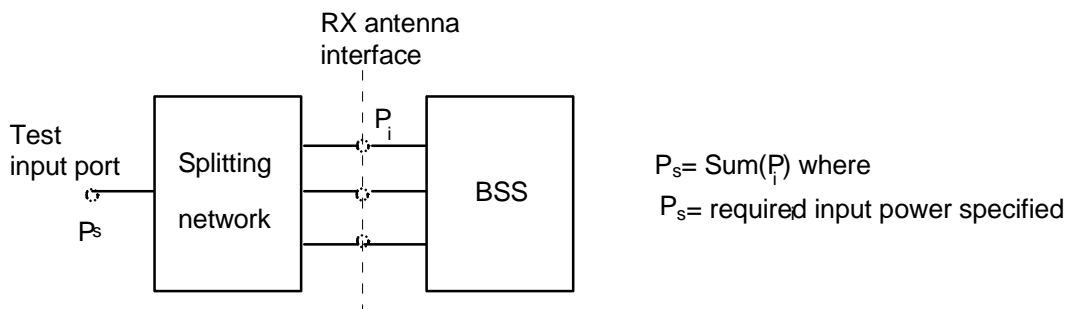 RX antenna
interface
Pi
Test
input port
Ps
Splitting
network
BSS
Ps= Sum(Pi) where
Ps= required input power specified